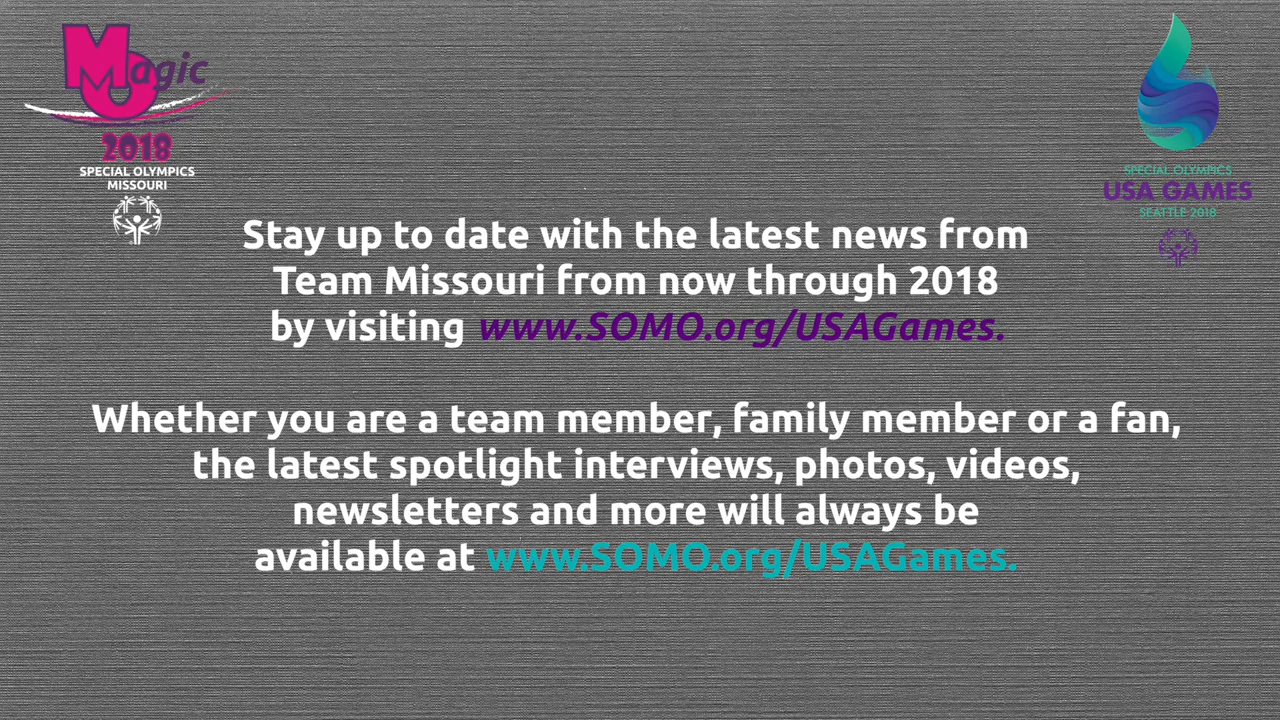 MO Magic
2018
SPECIAL OLYMPICS
MISSOURI
SPECIAL OLYMPICS
USA GAMES
SEATTLE 2018
Stay up to date with the latest news from
Team Missouri from now through 2018
by visiting www.SOMO.org/USAGames.
Whether you are a team member, family member or a fan,
the latest spotlight interviews, photos, videos,
newsletters and more will always be
available at www.SOMO.org/USAGames.